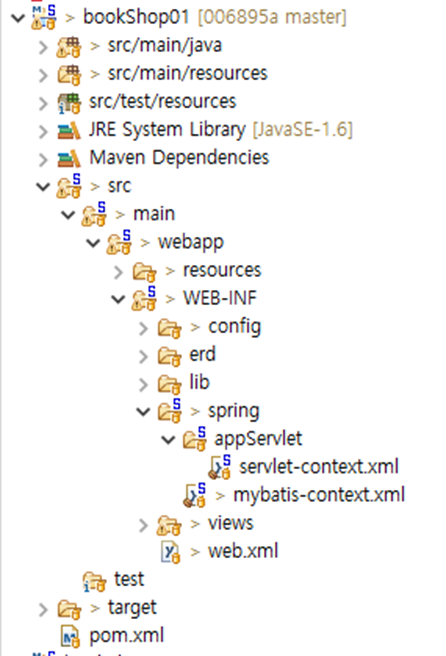 > bookShop01 [006895a master]
> src/main/java
> src/main/resources
src/test/resources
JRE System Library [JavaSE-1.6]
Maven Dependencies
> src
> main
> webapp
> resources
> WEB-INF
> config
erd
lib
> spring
appServlet
servlet-context.xml
> mybatis-context.xml
> views
> web.xml
test
> target
pom.xml